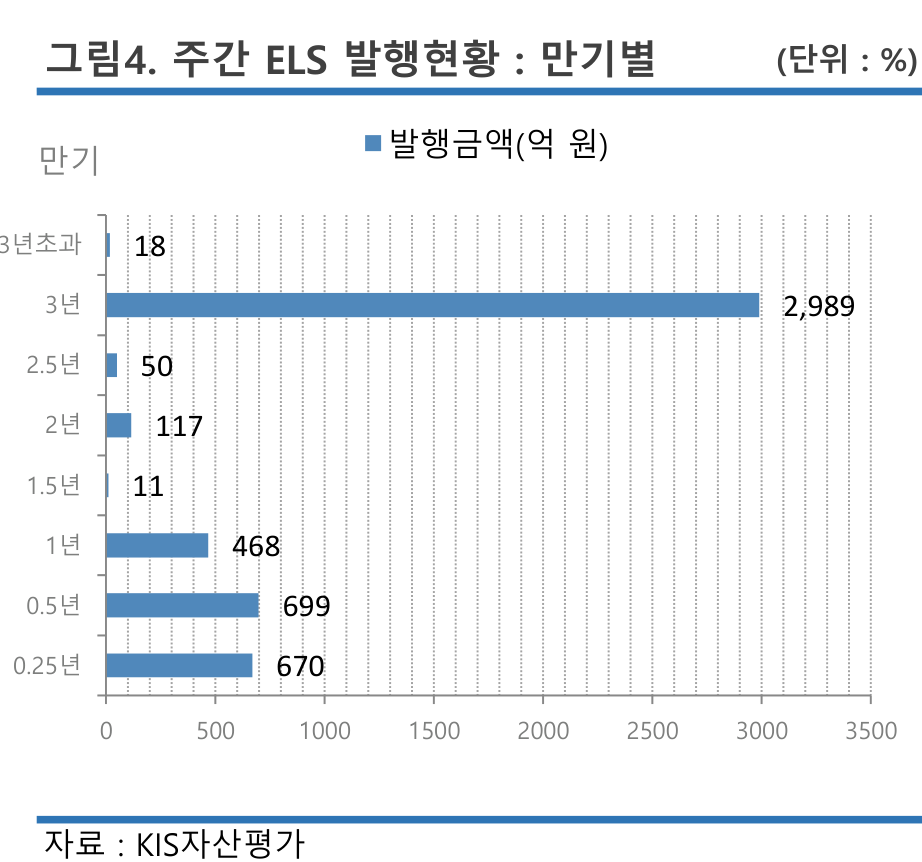 그림4. 주간 ELS 발행현황 : 만기별 (단위 : %)
발행금액(억 원)
만기
3년초과 18
3년 2,989
2.5년 50
2년 117
1.5년 11
1년 468
0.5년 699
0.25년 670
0 500 1000 1500 2000 2500 3000 3500
자료 : KIS자산평가